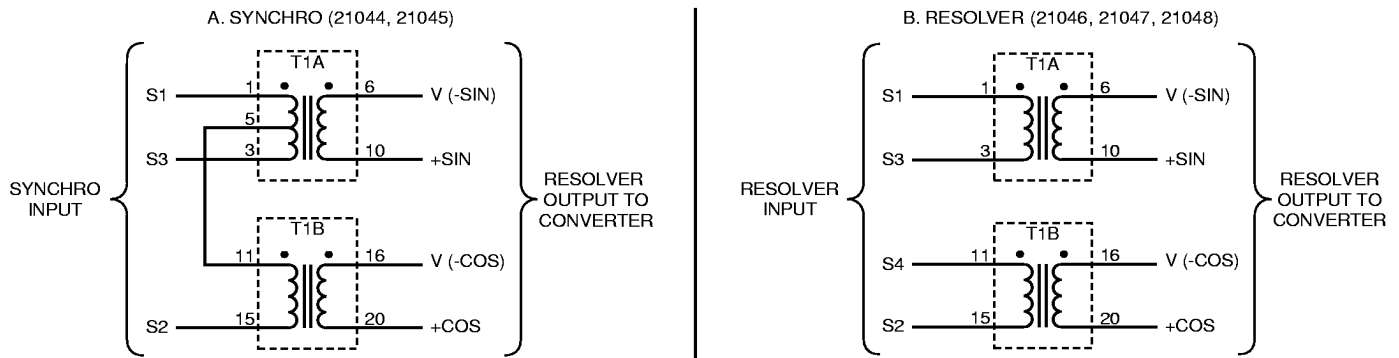 A. SYNCHRO (21044, 21045)
T1A
S1
1
6
V (-SIN)
5
S3
3
10
+SIN
SYNCHRO
INPUT
RESOLVER
OUTPUT TO
CONVERTER
T1B
11
16
V (-COS)
S2
15
20
+COS
B. RESOLVER (21046, 21047, 21048)
T1A
S1
1
6
V (-SIN)
S3
3
10
+SIN
RESOLVER
INPUT
RESOLVER
OUTPUT TO
CONVERTER
T1B
S4
11
16
V (-COS)
S2
15
20
+COS